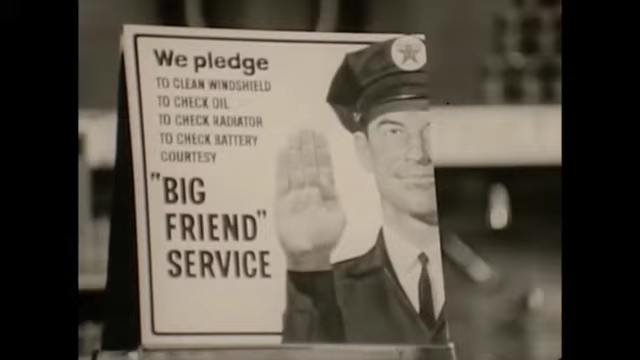 We pledge
TO CLEAN WINDSHIELD
TO CHECK OIL
TO CHECK RADIATOR
TO CHECK BATTERY
COURTESY
"BIG
FRIEND"
SERVICE